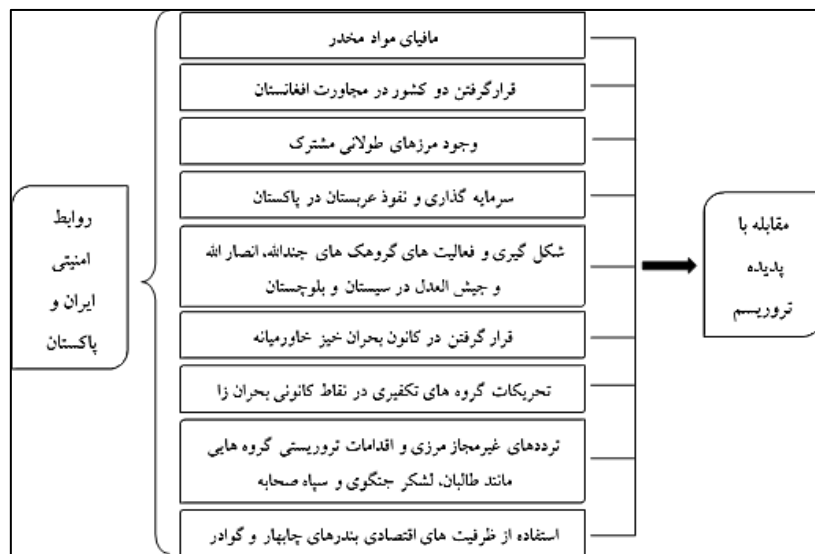 روابط
امنیتی
ایران و
پاکستان
مافیای مواد مخدر
قرارگرفتن دو کشور در مجاورت افغانستان
وجود مرزهای طولانی مشترک
سرمایه گذاری و نفوذ عربستان در پاکستان
شکل گیری و فعالیت های گروهک های جندالله، انصار الله
و جیش العدل در سیستان و بلوچستان
قرار گرفتن در کانون بحران خیز خاورمیانه
تحریکات گروه های تکفیری در نقاط کانونی بحران زا
ترددهای غیرمجاز مرزی و اقدامات تروریستی گروه هایی
مانند طالبان، لشکر جنگوی و سپاه صحابه
استفاده از ظرفیت های اقتصادی بندرهای چابهار و گوادر
مقابله با
پدیده
تروریسم